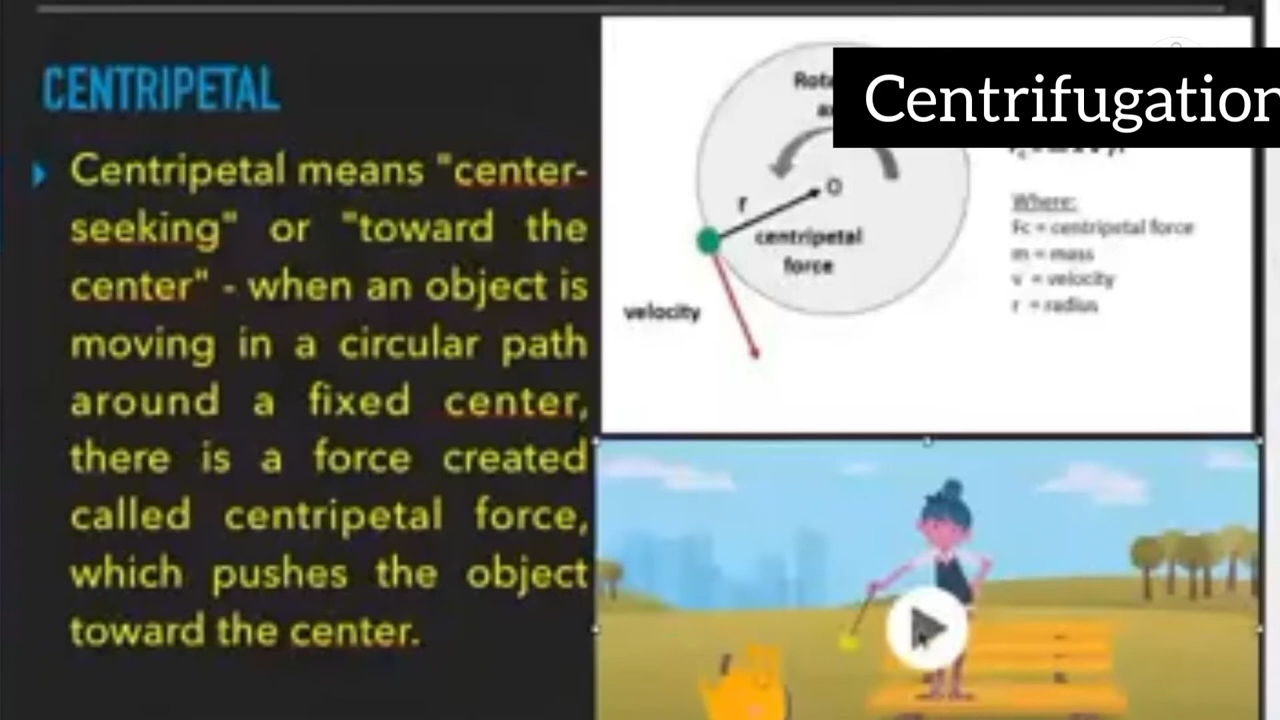 CENTRIPETAL
Centripetal means "center-
seeking" or "toward the
center" - when an object is
moving in a circular path
around a fixed center,
there is a force created
called centripetal force,
which pushes the object
toward the center.
Centrifugation
O
r
centripetal
force
velocity
Where:
Fc = centripetal force
m = mass
v = velocity
r = radius